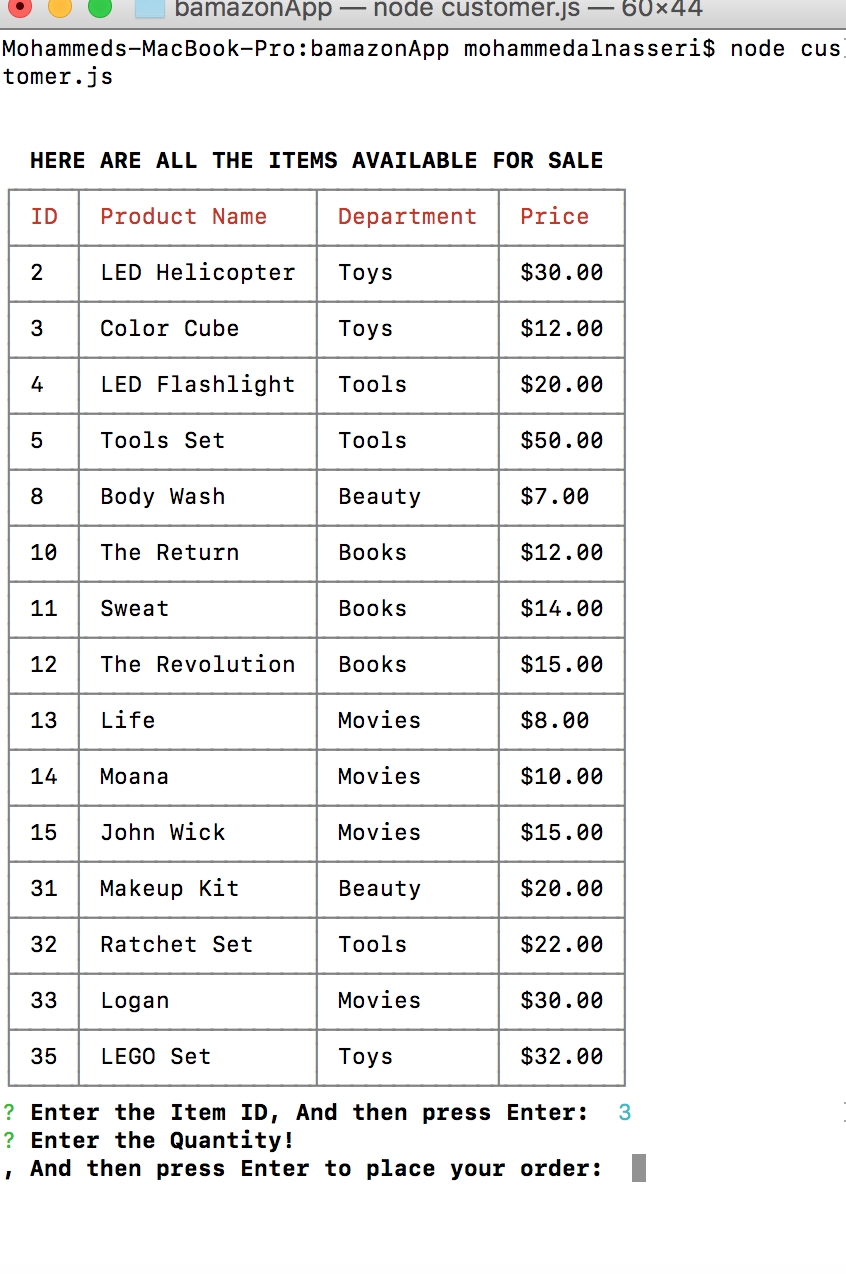 bamazonApp — node customer.js — 60×44
Mohammeds-MacBook-Pro:bamazonApp mohammedalnasseri$ node cus
tomer.js
HERE ARE ALL THE ITEMS AVAILABLE FOR SALE
ID Product Name Department Price
2 LED Helicopter Toys $30.00
3 Color Cube Toys $12.00
4 LED Flashlight Tools $20.00
5 Tools Set Tools $50.00
8 Body Wash Beauty $7.00
10 The Return Books $12.00
11 Sweat Books $14.00
12 The Revolution Books $15.00
13 Life Movies $8.00
14 Moana Movies $10.00
15 John Wick Movies $15.00
31 Makeup Kit Beauty $20.00
32 Ratchet Set Tools $22.00
33 Logan Movies $30.00
35 LEGO Set Toys $32.00
? Enter the Item ID, And then press Enter: 3
? Enter the Quantity!
, And then press Enter to place your order: